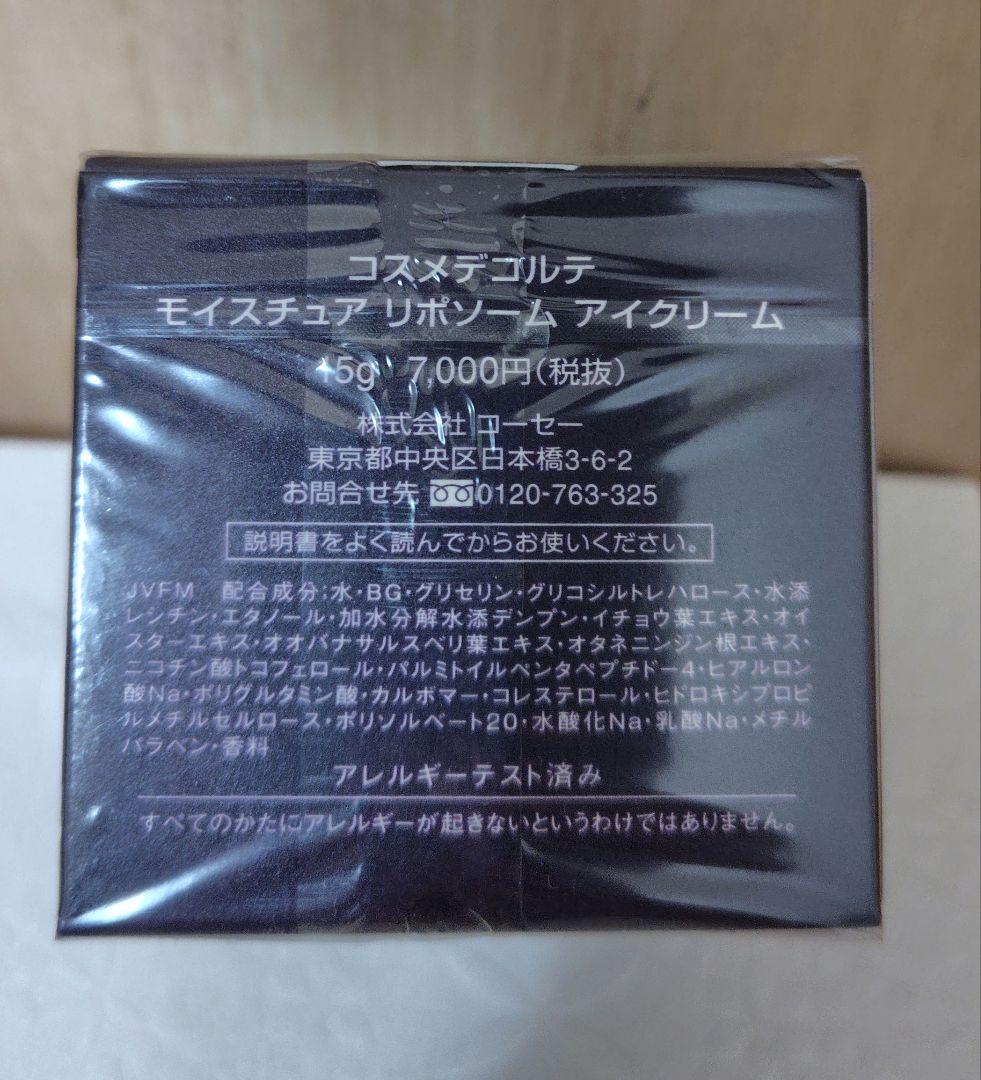 コスメデコルテ
モイスチュア リポソーム アイクリーム
15g 7,000円(税抜)
株式会社 コーセー
東京都中央区日本橋3-6-2
お問合せ先 0120-763-325
説明書をよく読んでからお使いください。
JVFM 配合成分:水・BG・グリセリン・グリコシルトレハロース・水添
レシチン・エタノール・加水分解水添デンプン・イチョウ葉エキス・オイ
スターエキス・オオバナサルスベリ葉エキス・オタネニンジン根エキス・
ニコチン酸トコフェロール・パルミトイルペンタペプチドー4・ヒアルロン
酸Na・ポリグルタミン酸・カルボマー・コレステロール・ヒドロキシプロピ
ルメチルセルロース・ポリソルベート20・水酸化Na・乳酸Na・メチル
パラベン・香料
アレルギーテスト済み
すべてのかたにアレルギーが起きないというわけではありません。